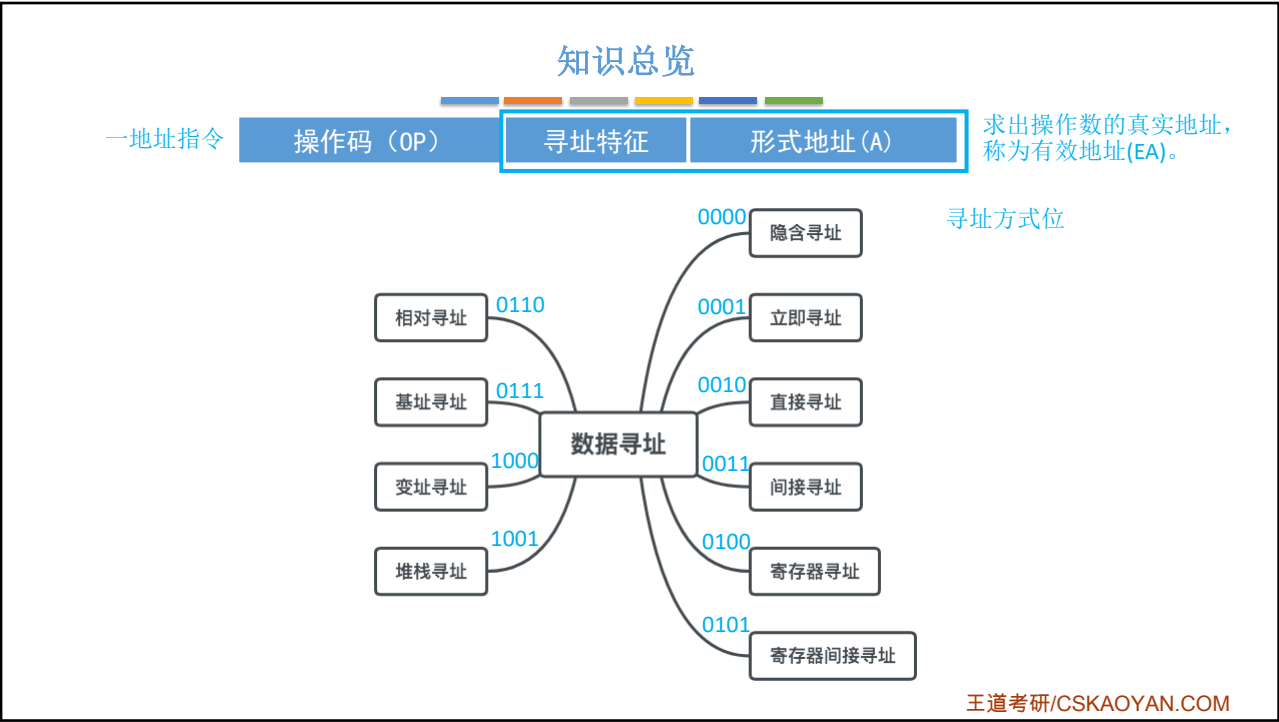 知识总览
一地址指令
操作码（OP）
寻址特征
形式地址(A)
求出操作数的真实地址，
称为有效地址(EA)。
寻址方式位
0000
隐含寻址
0001
立即寻址
0010
直接寻址
0011
间接寻址
0100
寄存器寻址
0101
寄存器间接寻址
相对寻址
0110
基址寻址
0111
变址寻址
1000
堆栈寻址
1001
数据寻址
王道考研/CSKAOYAN.COM